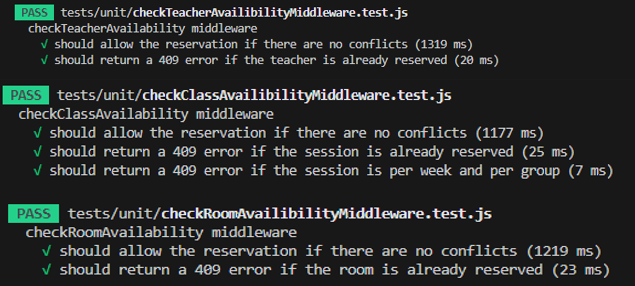 PASS tests/unit/checkTeacherAvailibilityMiddleware.test.js
checkTeacherAvailability middleware
√ should allow the reservation if there are no conflicts (1319 ms)
√ should return a 409 error if the teacher is already reserved (20 ms)
PASS tests/unit/checkClassAvailibilityMiddleware.test.js
checkClassAvailability middleware
√ should allow the reservation if there are no conflicts (1177 ms)
√ should return a 409 error if the session is already reserved (25 ms)
√ should return a 409 error if the session is per week and per group (7 ms)
PASS tests/unit/checkRoomAvailibilityMiddleware.test.js
checkRoomAvailability middleware
√ should allow the reservation if there are no conflicts (1219 ms)
√ should return a 409 error if the room is already reserved (23 ms)